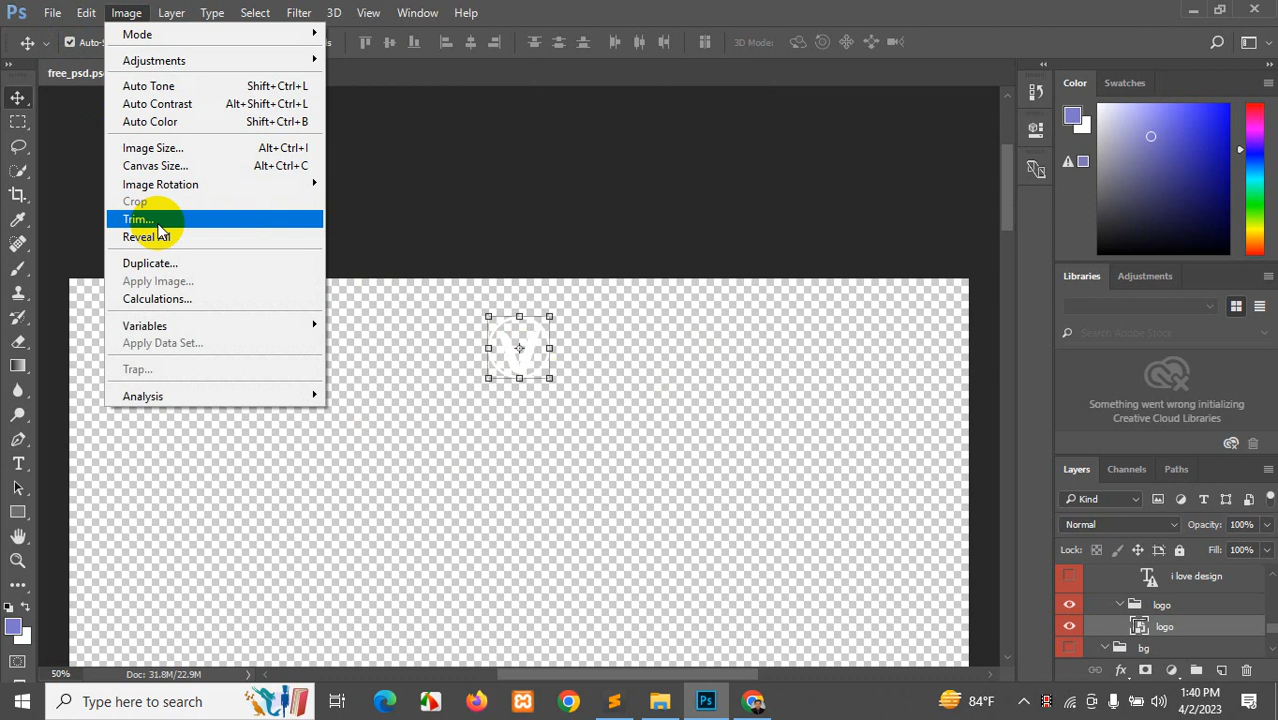 Ps File Edit Image Layer Type Select Filter 3D View Window Help
Auto-S
3D Mode:
free_psd.ps
Mode
Adjustments
Auto Tone Shift+Ctrl+L
Auto Contrast Alt+Shift+Ctrl+L
Auto Color Shift+Ctrl+B
Image Size... Alt+Ctrl+I
Canvas Size... Alt+Ctrl+C
Image Rotation
Crop
Trim...
Reveal All
Duplicate...
Apply Image...
Calculations...
Variables
Apply Data Set...
Trap...
Analysis
Color Swatches
Libraries Adjustments
Search Adobe Stock
Something went wrong initializing
Creative Cloud Libraries
Layers Channels Paths
Kind
Normal Opacity: 100%
Lock: Fill: 100%
T i love design
logo
logo
bg
fx
50% Doc: 31.8M/22.9M
Type here to search
Ps
84°F
1:40 PM
4/2/2023